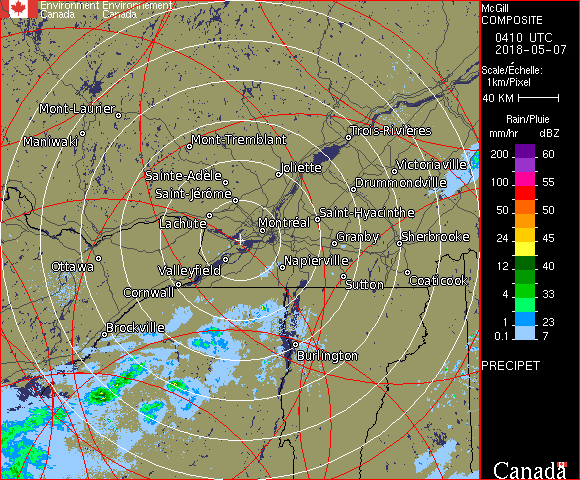 Environment Environnement
Canada Canada
McGill
COMPOSITE
0410 UTC
2018-05-07
Scale/Échelle:
1km/Pixel
40 KM
Rain/Pluie
mm/hr dBZ
200 60
100 55
50 50
24 45
12 40
4 33
1 23
0.1 7
PRECIPET
Canada
Mont-Laurier
Maniwaki
Mont-Tremblant
Trois-Rivières
Joliette
Victoriaville
Sainte-Adèle
Drummondville
Saint-Jérôme
Saint-Hyacinthe
Lachute
Montréal
Granby
Sherbrooke
Ottawa
Valleyfield
Napierville
Cornwall
Sutton
Coaticook
Brockville
Burlington